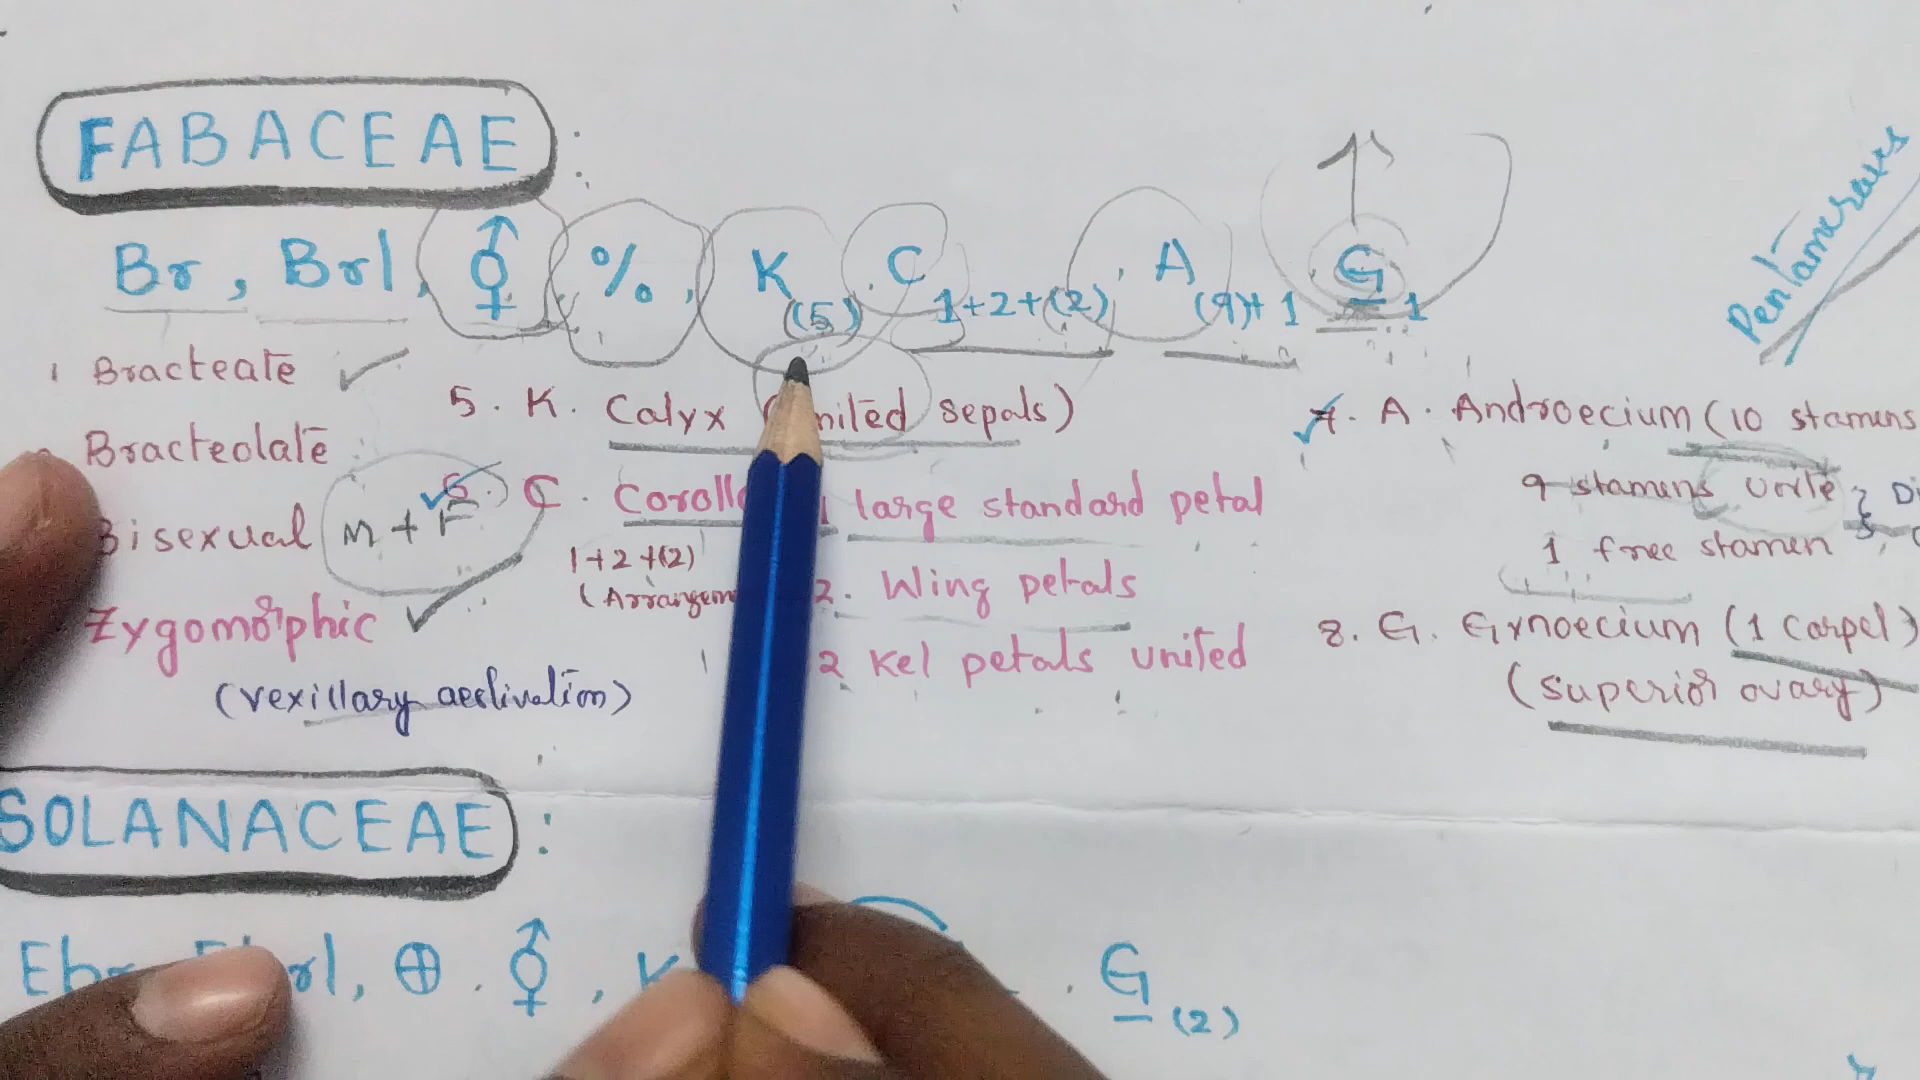 FABACEAE :
Br, Brl, ⚥, %, K(5), C1+2+(2), A(9)+1 G1
Pentamerous
1 Bracteate
Bracteolate
Bisexual M + F
Zygomorphic
(vexillary aestivation)
5. K. Calyx (united sepals)
6. C. Corolla 1 large standard petal
1+2+(2)
2. Wing petals
2 Kel petals united
7. A. Androecium (10 stamens
9 stamens unite } Di
1 free stamen
8. G. Gynoecium (1 carpel)
(superior ovary)
SOLANACEAE :
⊕. ⚥, K . G(2)